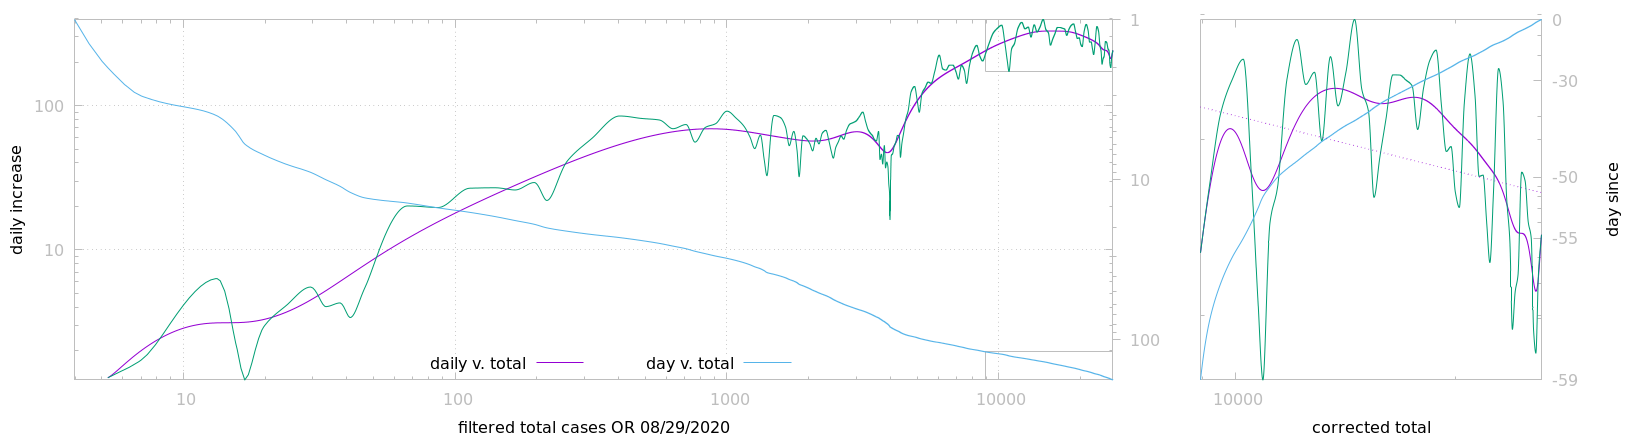 daily increase
100
10
10
100
1000
10000
1
10
100
daily v. total
day v. total
filtered total cases OR 08/29/2020
0
-30
-50
-55
-59
day since
10000
corrected total